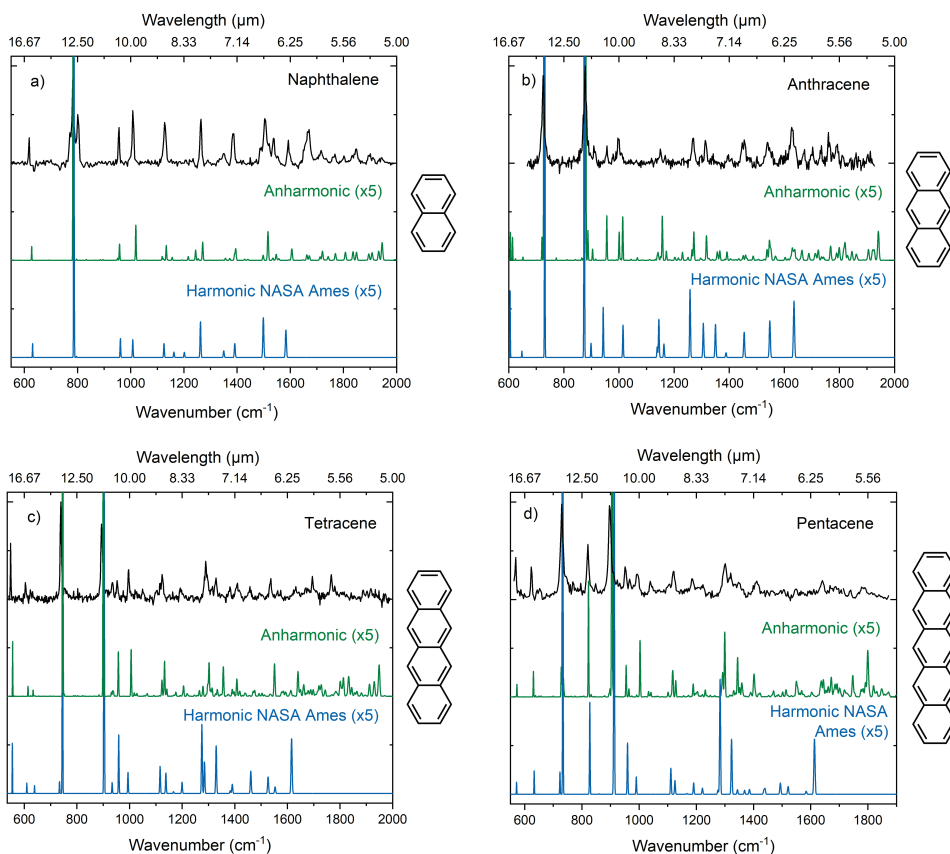 Wavelength (µm)
16.67 12.50 10.00 8.33 7.14 6.25 5.56 5.00
a) Naphthalene
Anharmonic (x5)
Harmonic NASA Ames (x5)
600 800 1000 1200 1400 1600 1800 2000
Wavenumber (cm⁻¹)
Wavelength (µm)
16.67 12.50 10.00 8.33 7.14 6.25 5.56 5.00
b) Anthracene
Anharmonic (x5)
Harmonic NASA Ames (x5)
600 800 1000 1200 1400 1600 1800 2000
Wavenumber (cm⁻¹)
Wavelength (µm)
16.67 12.50 10.00 8.33 7.14 6.25 5.56 5.00
c) Tetracene
Anharmonic (x5)
Harmonic NASA Ames (x5)
600 800 1000 1200 1400 1600 1800 2000
Wavenumber (cm⁻¹)
Wavelength (µm)
16.67 12.50 10.00 8.33 7.14 6.25 5.56
d) Pentacene
Anharmonic (x5)
Harmonic NASA
Ames (x5)
600 800 1000 1200 1400 1600 1800
Wavenumber (cm⁻¹)